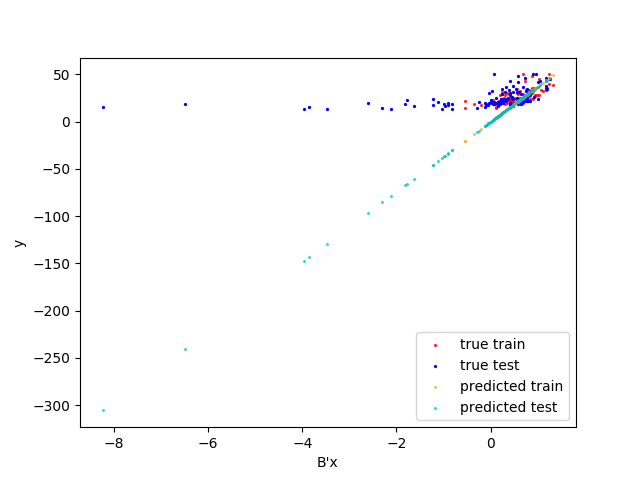 50
0
−50
−100
−150
−200
−250
−300
y
−8
−6
−4
−2
0
B'x
true train
true test
predicted train
predicted test